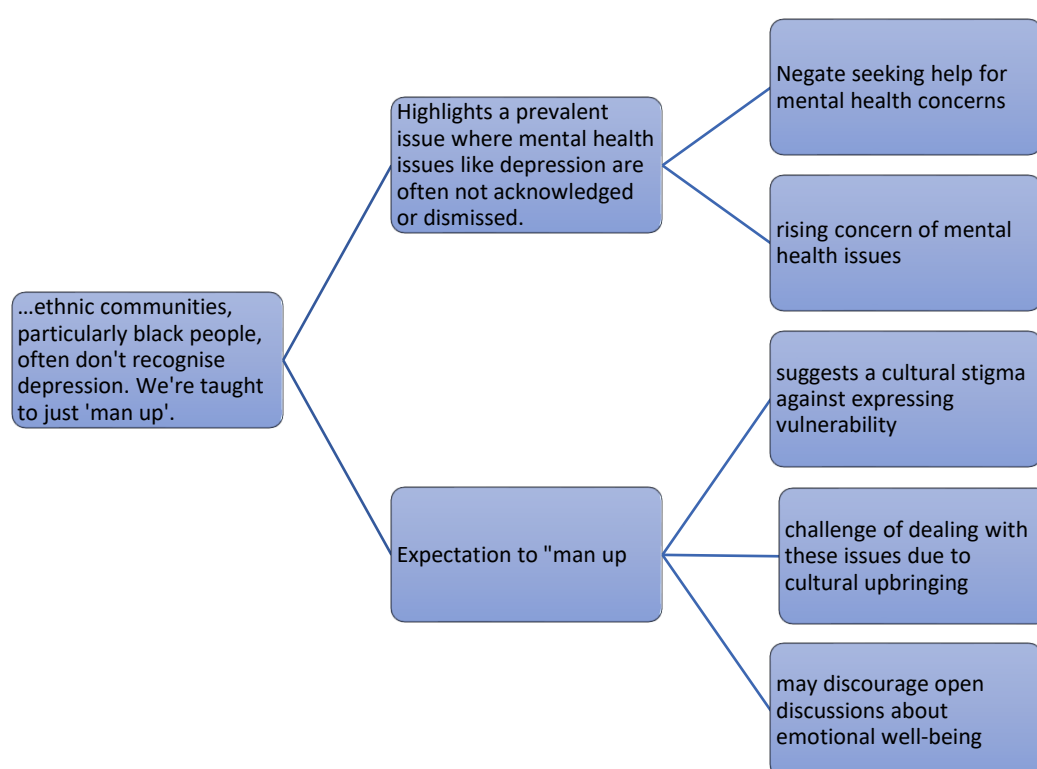 Negate seeking help for
mental health concerns
Highlights a prevalent
issue where mental health
issues like depression are
often not acknowledged
or dismissed.
rising concern of mental
health issues
…ethnic communities,
particularly black people,
often don't recognise
depression. We're taught
to just 'man up'.
suggests a cultural stigma
against expressing
vulnerability
Expectation to "man up
challenge of dealing with
these issues due to
cultural upbringing
may discourage open
discussions about
emotional well-being